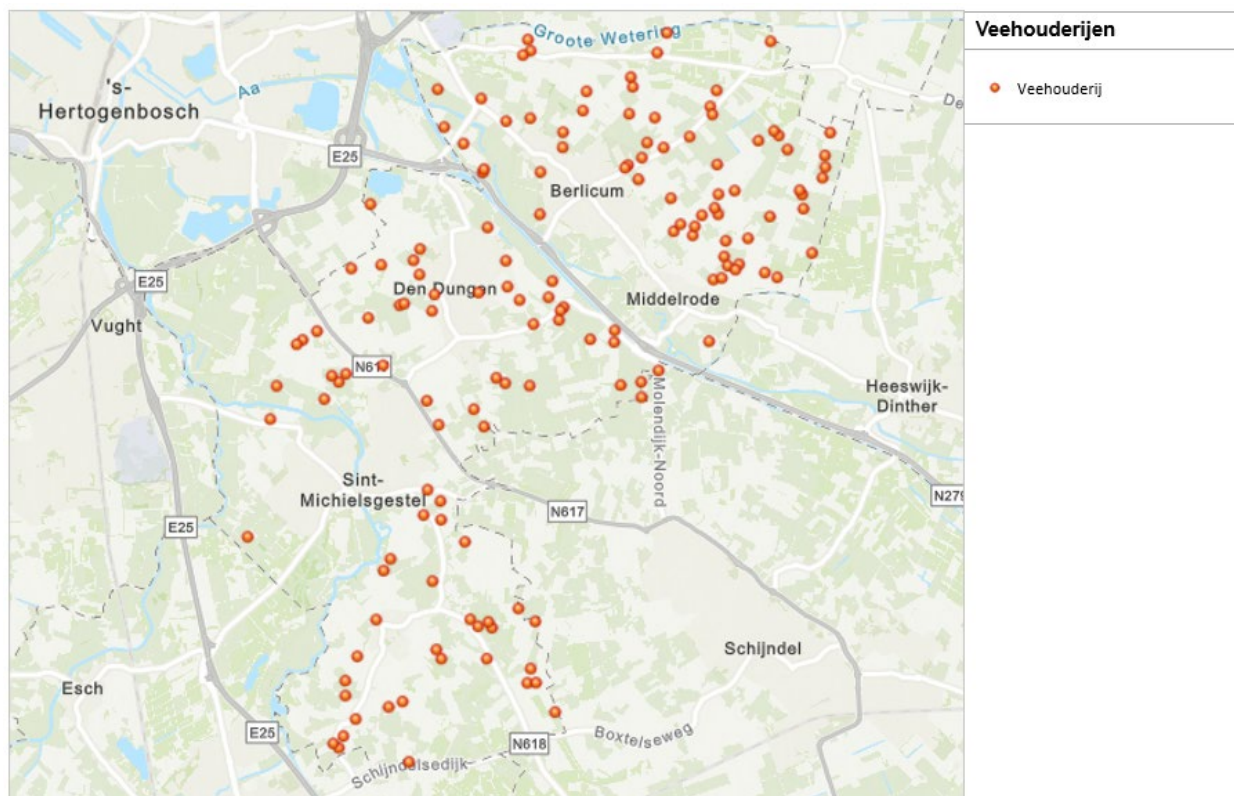 Veehouderijen
Veehouderij
Groote Wetering
's-
Hertogenbosch
Aa
De
E25
Berlicum
E25
Den Dungen
Middelrode
Vught
N617
Heeswijk-
Dinther
Molendijk-Noord
Sint-
Michielsgestel
N279
N617
E25
Schijndel
Esch
E25
N618
Boxtelseweg
Schijndelsedijk